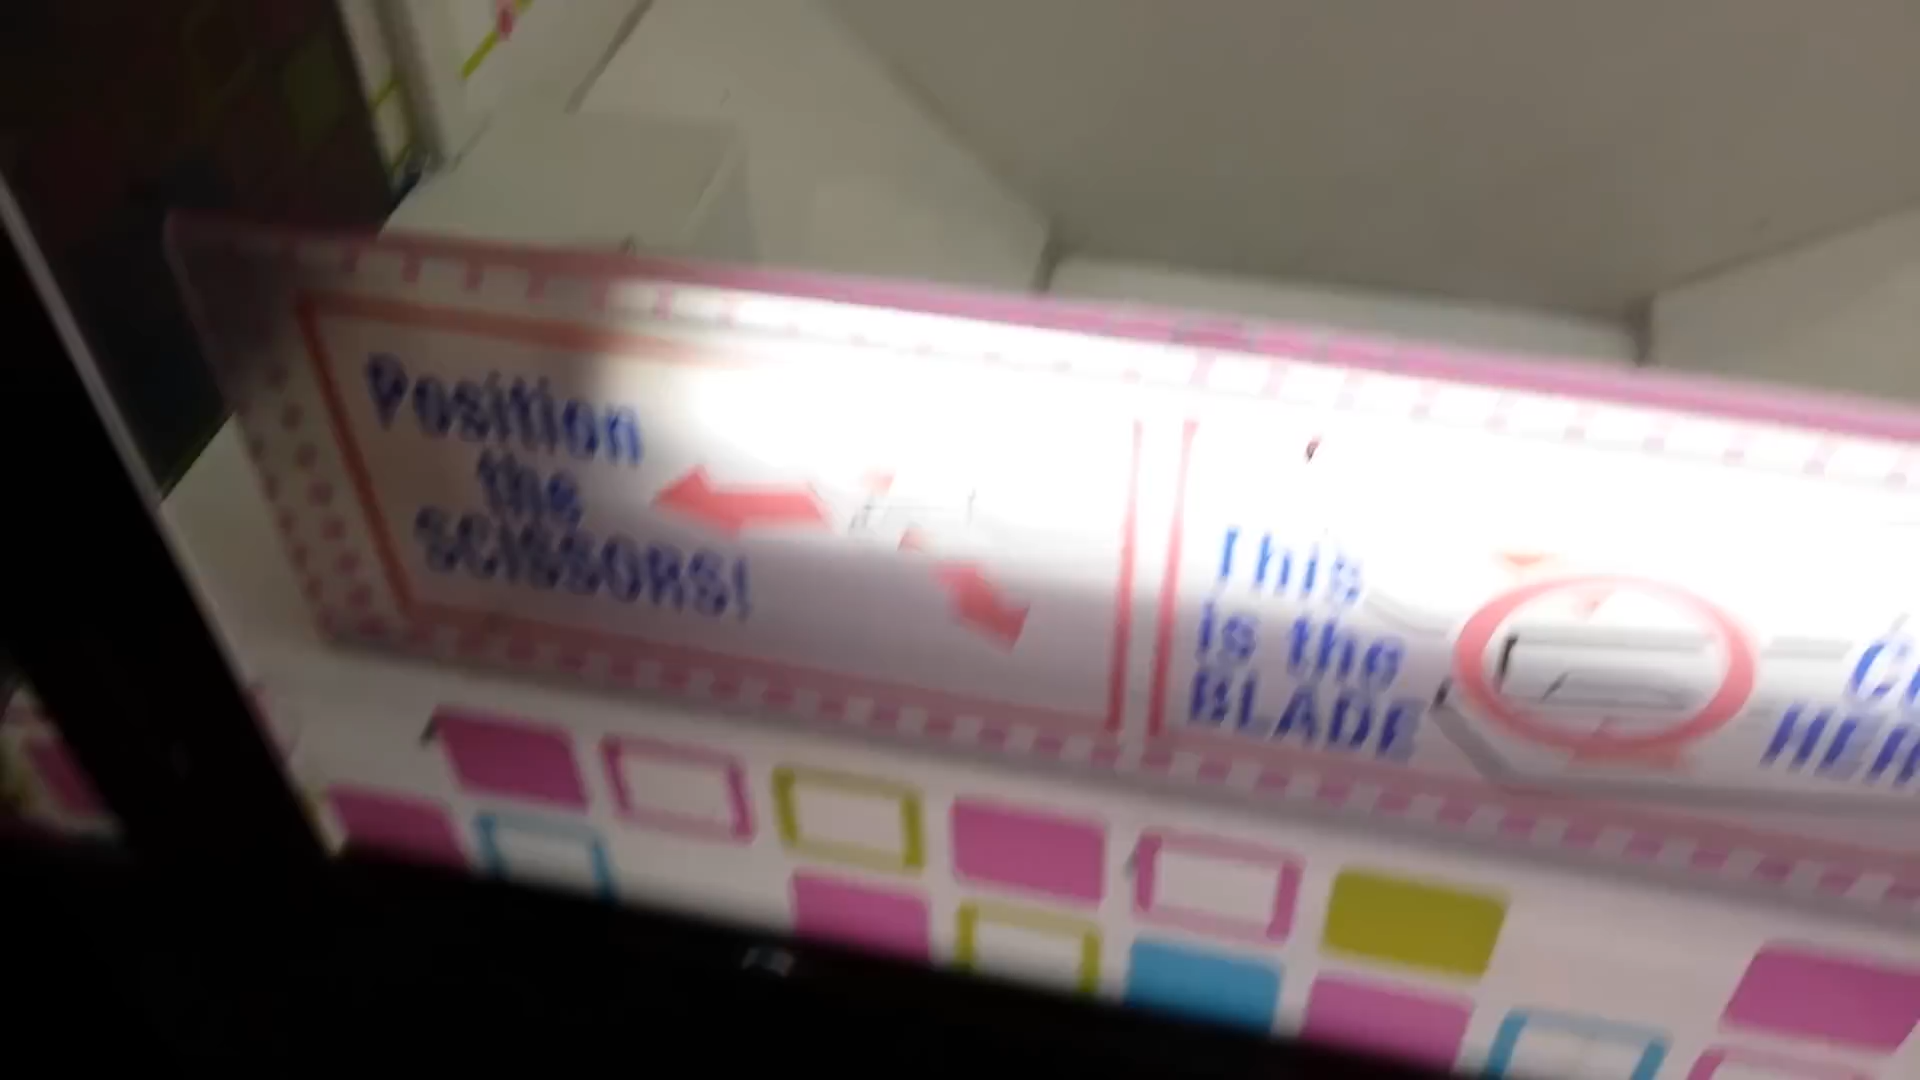 Position
the
SCISSORS!
This
is the
BLADE